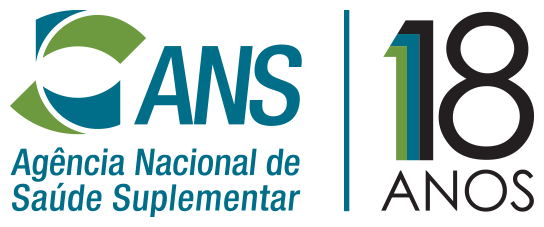 ANS
Agência Nacional de
Saúde Suplementar
18
ANOS